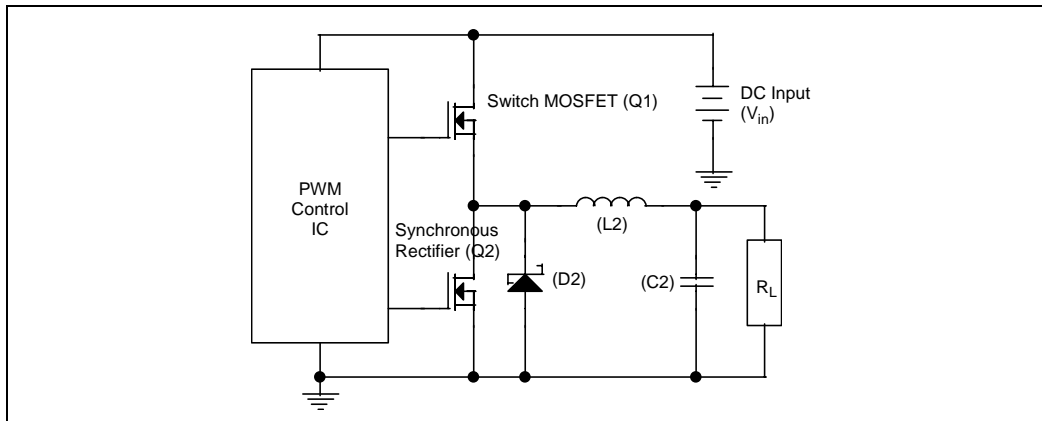 Switch MOSFET (Q1)
DC Input
(Vin)
PWM
Control
IC
Synchronous
Rectifier (Q2)
(L2)
(D2)
(C2)
RL